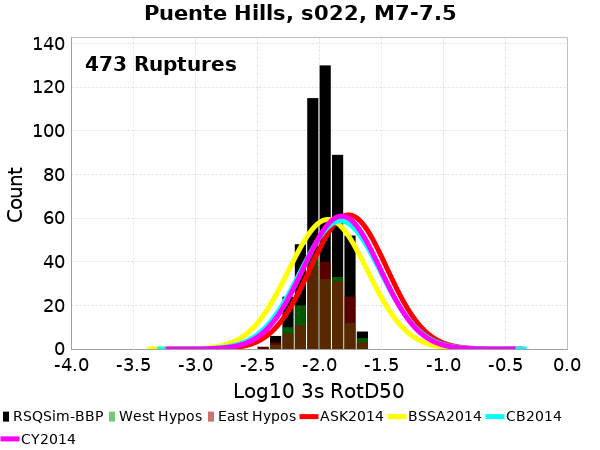 Puente Hills, s022, M7-7.5
473 Ruptures
140
120
100
80
60
40
20
0
Count
-4.0 -3.5 -3.0 -2.5 -2.0 -1.5 -1.0 -0.5 0.0
Log10 3s RotD50
RSQSim-BBP West Hypos East Hypos ASK2014 BSSA2014 CB2014
CY2014